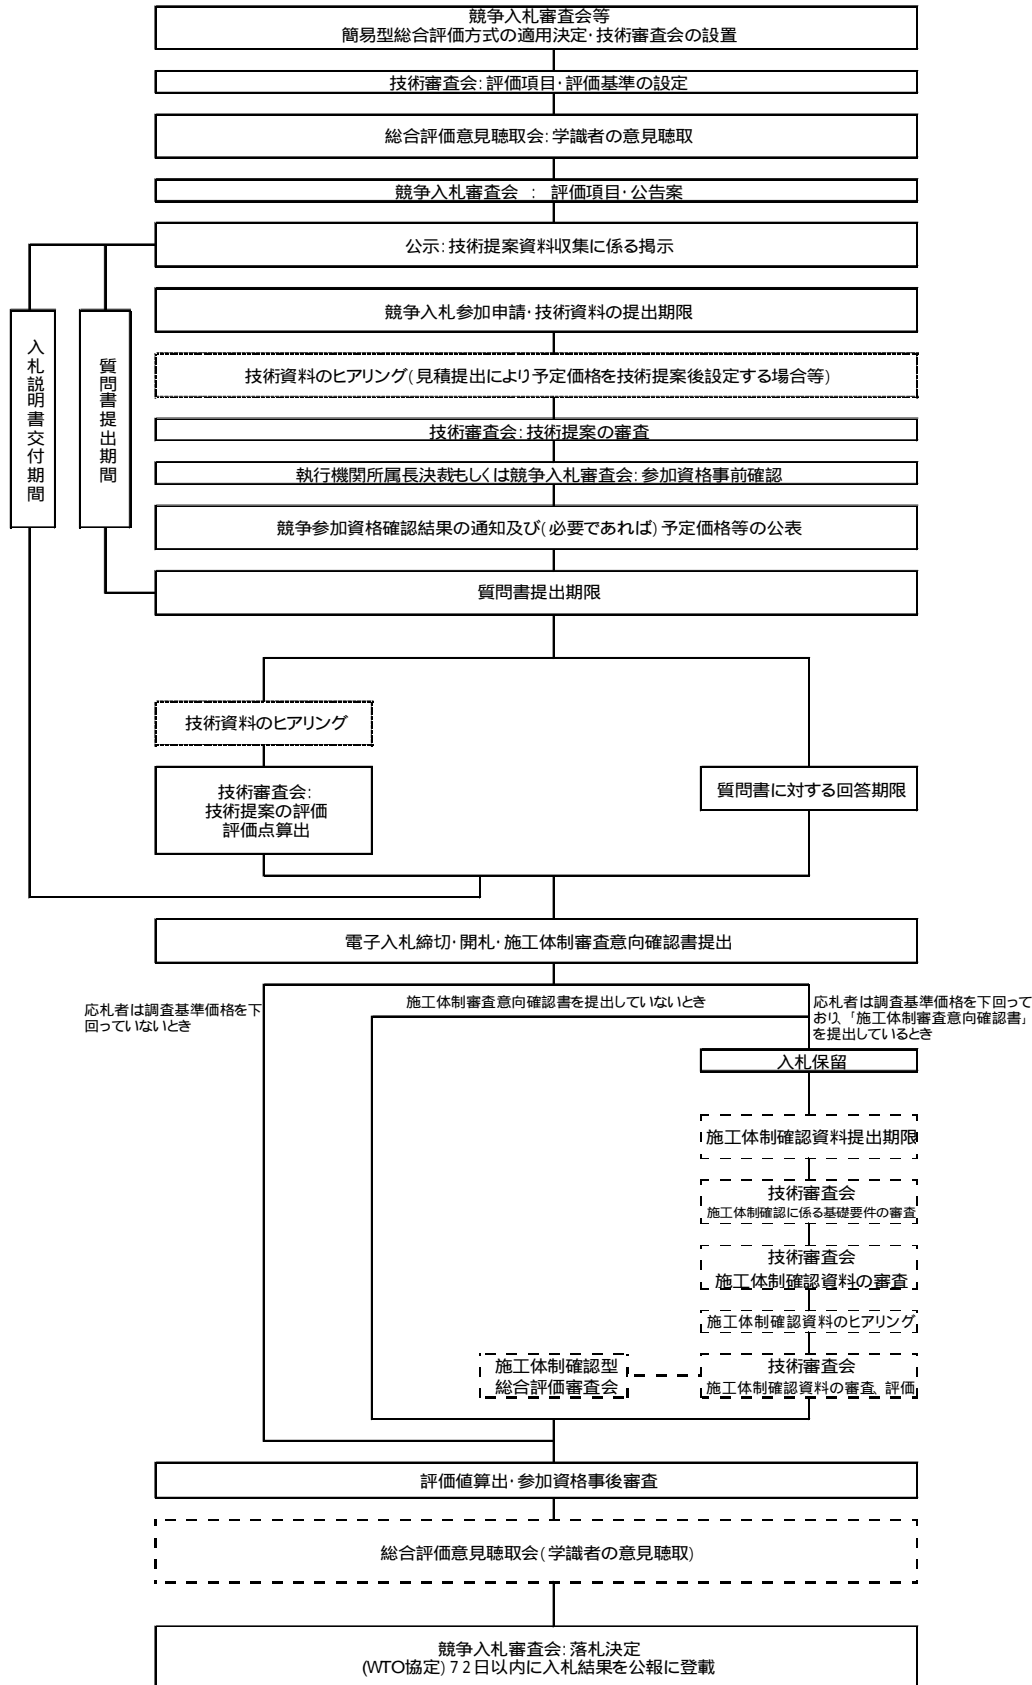 競争入札審査会等
簡易型総合評価方式の適用決定・技術審査会の設置
技術審査会：評価項目・評価基準の設定
総合評価意見聴取会：学識者の意見聴取
競争入札審査会　：　評価項目・公告案
公示：技術提案資料収集に係る掲示
競争入札参加申請・技術資料の提出期限
入札説明書交付期間
質問書提出期間
技術資料のヒアリング（見積提出により予定価格を技術提案後設定する場合等）
技術審査会：技術提案の審査
執行機関所属長決裁もしくは競争入札審査会：参加資格事前確認
競争参加資格確認結果の通知及び（必要であれば）予定価格等の公表
質問書提出期限
技術資料のヒアリング
技術審査会：
技術提案の評価
評価点算出
質問書に対する回答期限
電子入札締切・開札・施工体制審査意向確認書提出
応札者は調査基準価格を下
回っていないとき
施工体制審査意向確認書を提出していないとき
応札者は調査基準価格を下回って
おり、「施工体制審査意向確認書」
を提出しているとき
入札保留
施工体制確認資料提出期限
技術審査会
施工体制確認に係る基礎要件の審査
技術審査会
施工体制確認資料の審査
施工体制確認資料のヒアリング
施工体制確認型
総合評価審査会
技術審査会
施工体制確認資料の審査、評価
評価値算出・参加資格事後審査
総合評価意見聴取会（学識者の意見聴取）
競争入札審査会：落札決定
(WTO協定)７２日以内に入札結果を公報に登載